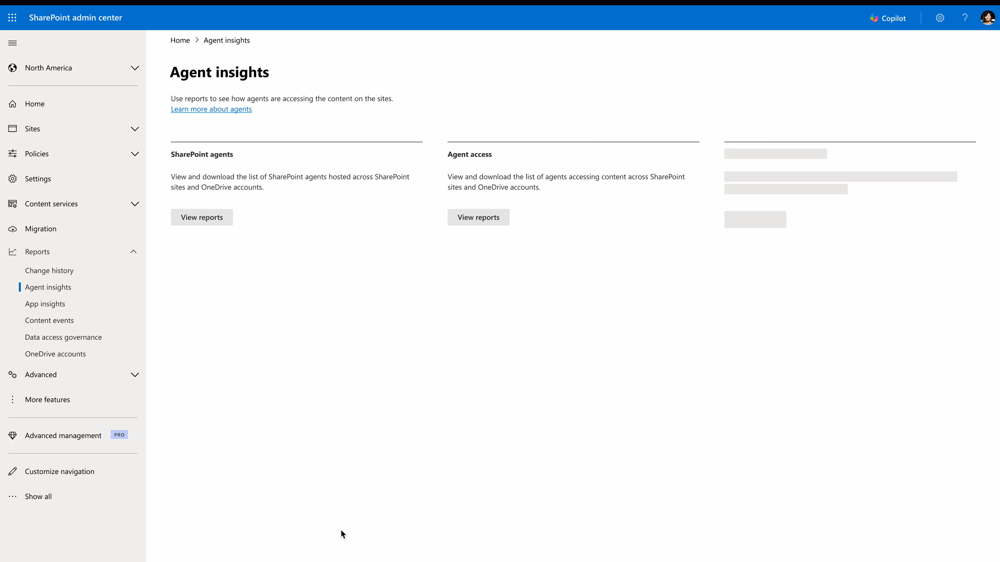 SharePoint admin center
Copilot
North America
Home
Sites
Policies
Settings
Content services
Migration
Reports
Change history
Agent insights
App insights
Content events
Data access governance
OneDrive accounts
Advanced
More features
Advanced management PRO
Customize navigation
Show all
Home > Agent insights
Agent insights
Use reports to see how agents are accessing the content on the sites.
Learn more about agents
SharePoint agents
View and download the list of SharePoint agents hosted across SharePoint
sites and OneDrive accounts.
View reports
Agent access
View and download the list of agents accessing content across SharePoint
sites and OneDrive accounts.
View reports